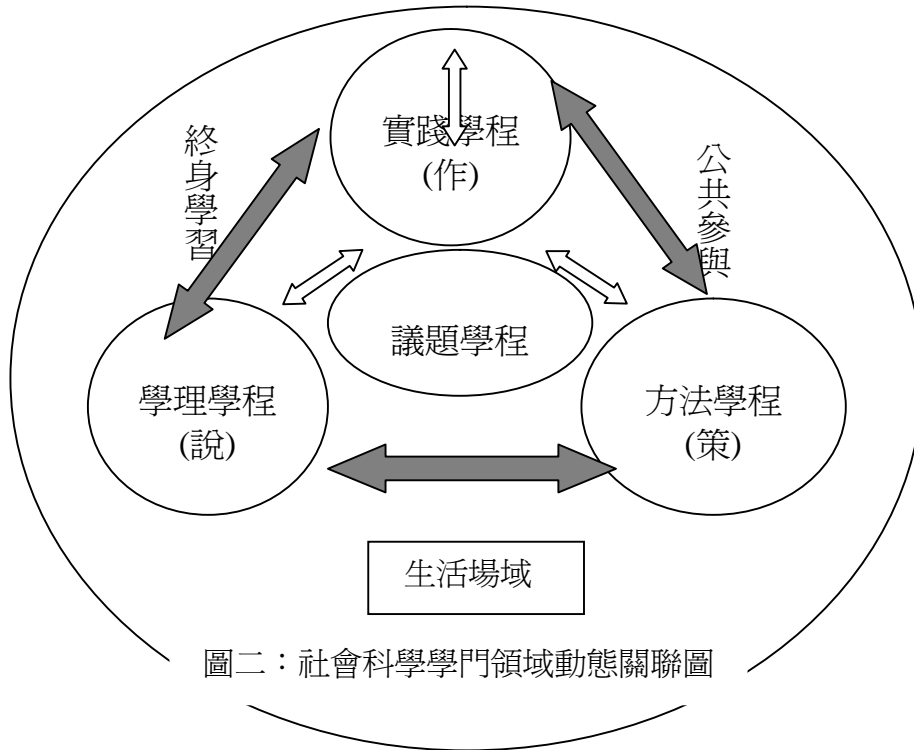 實踐學程
(作)
終身學習
公共參與
議題學程
學理學程
(說)
方法學程
(策)
生活場域
圖二：社會科學學門領域動態關聯圖